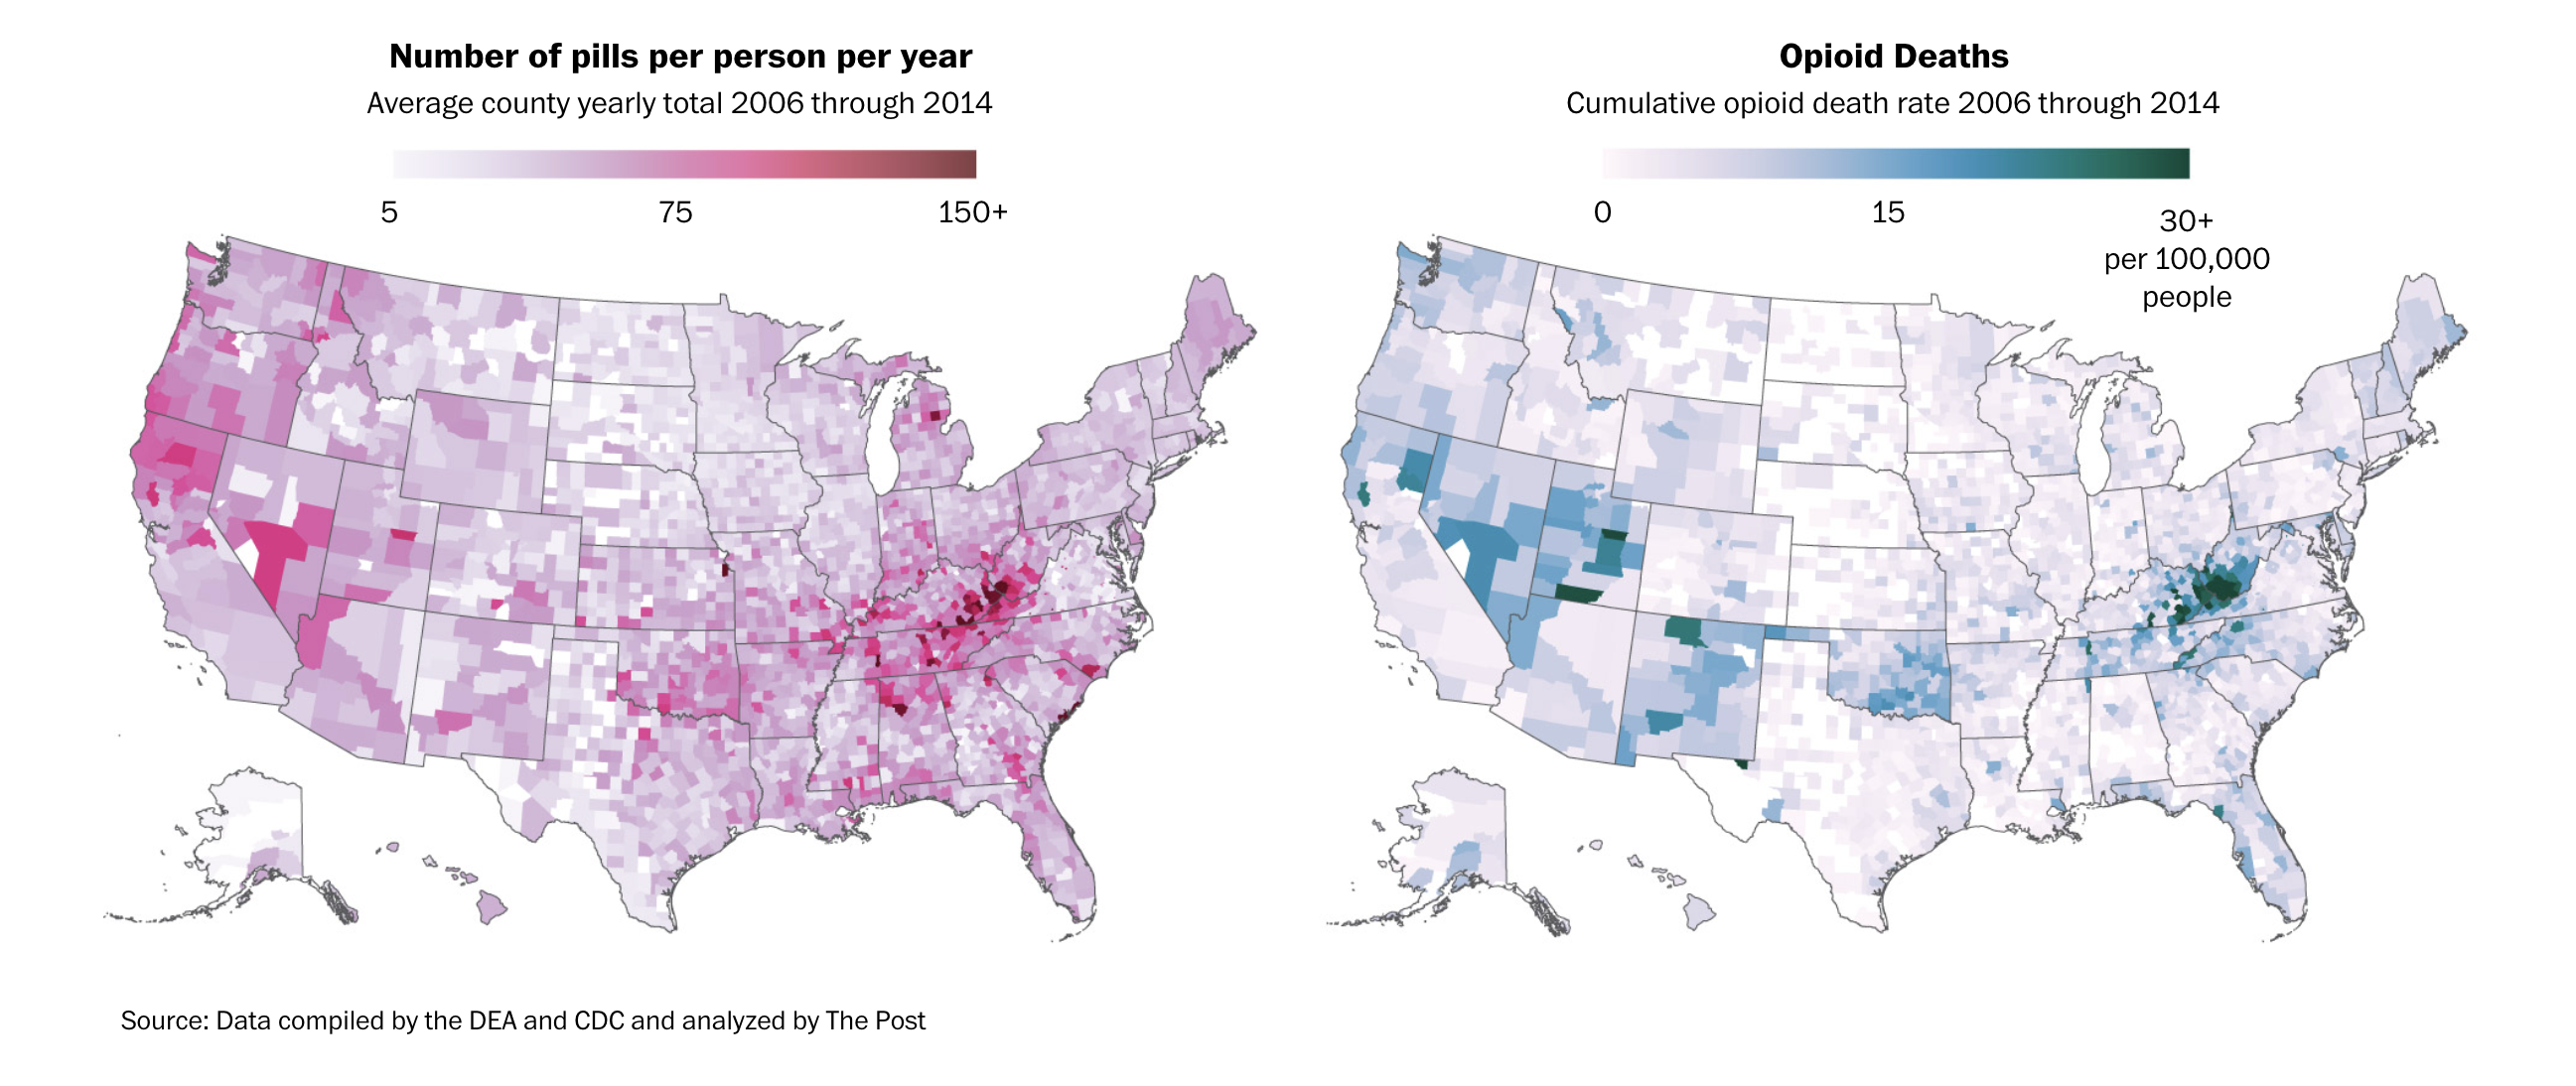 Number of pills per person per year
Average county yearly total 2006 through 2014
5 75 150+
Opioid Deaths
Cumulative opioid death rate 2006 through 2014
0 15 30+
per 100,000
people
Source: Data compiled by the DEA and CDC and analyzed by The Post